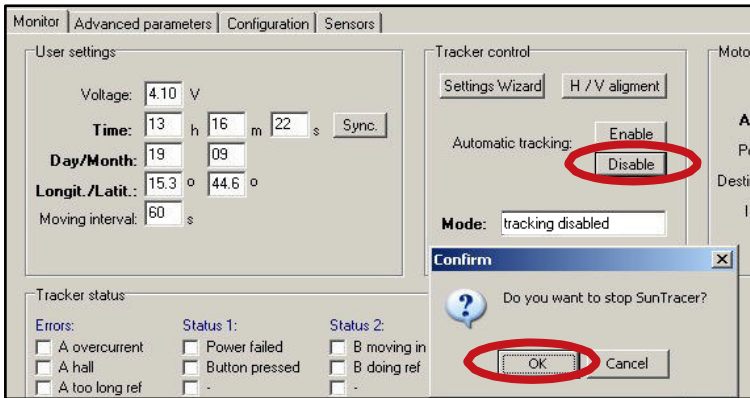 Monitor Advanced parameters Configuration Sensors
User settings
Voltage: 4.10 V
Time: 13 h 16 m 22 s Sync.
Day/Month: 19 09
Longit./Latit.: 15.3 o 44.6 o
Moving interval: 60 s
Tracker control
Settings Wizard H / V aligment
Automatic tracking: Enable
Disable
Mode: tracking disabled
Moto
A
Po
Desti
I
Confirm
Do you want to stop SunTracer?
OK Cancel
Tracker status
Errors: Status 1: Status 2:
A overcurrent Power failed B moving in
A hall Button pressed B doing ref
A too long ref - -